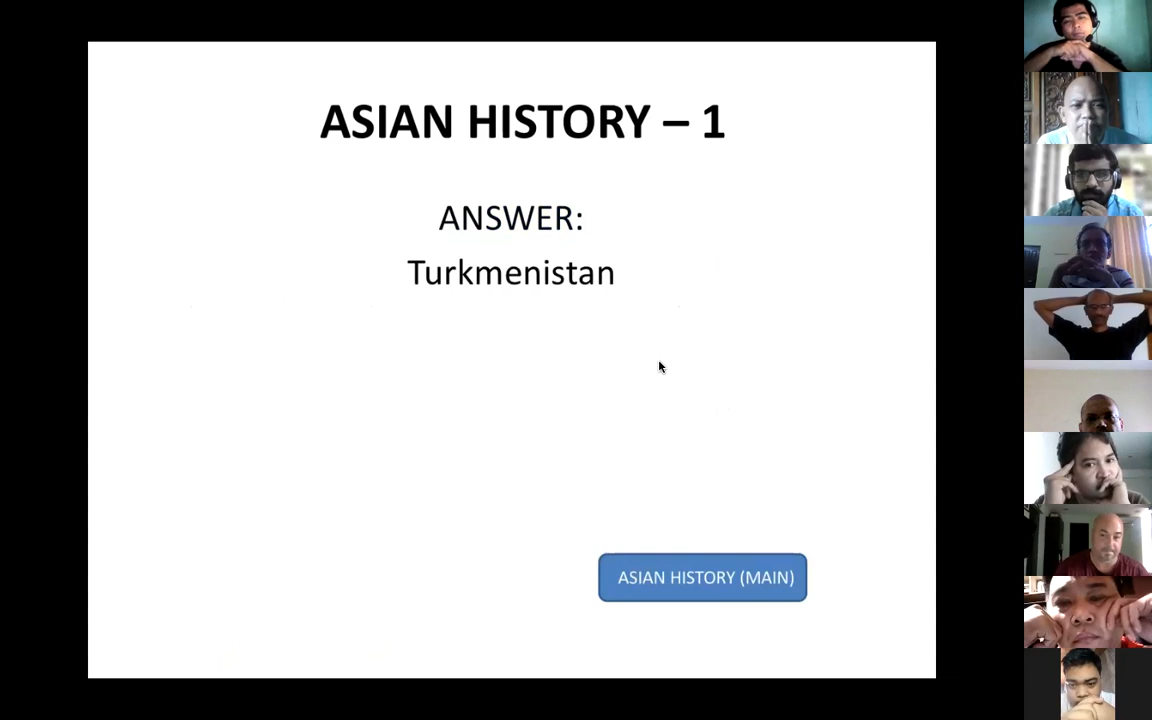 ASIAN HISTORY – 1
ANSWER:
Turkmenistan
ASIAN HISTORY (MAIN)